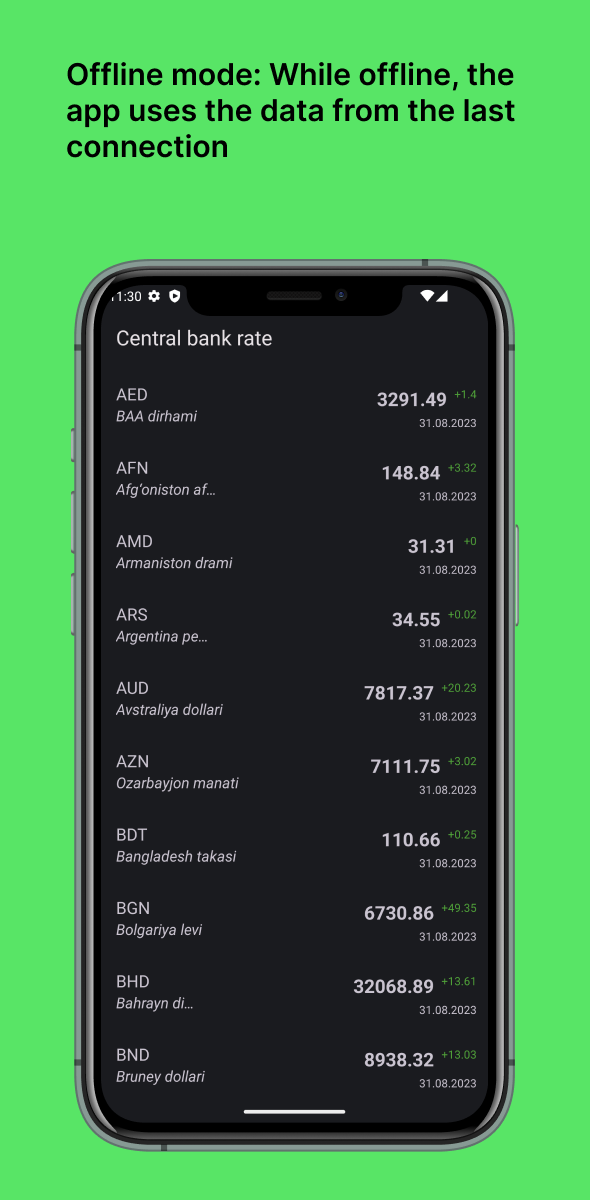 Offline mode: While offline, the
app uses the data from the last
connection
11:30
Central bank rate
AED
3291.49 +1.4
BAA dirhami
31.08.2023
AFN
148.84 +3.32
Afg‘oniston af...
31.08.2023
AMD
31.31 +0
Armaniston drami
31.08.2023
ARS
34.55 +0.02
Argentina pe...
31.08.2023
AUD
7817.37 +20.23
Avstraliya dollari
31.08.2023
AZN
7111.75 +3.02
Ozarbayjon manati
31.08.2023
BDT
110.66 +0.25
Bangladesh takasi
31.08.2023
BGN
6730.86 +49.35
Bolgariya levi
31.08.2023
BHD
32068.89 +13.61
Bahrayn di...
31.08.2023
BND
8938.32 +13.03
Bruney dollari
31.08.2023